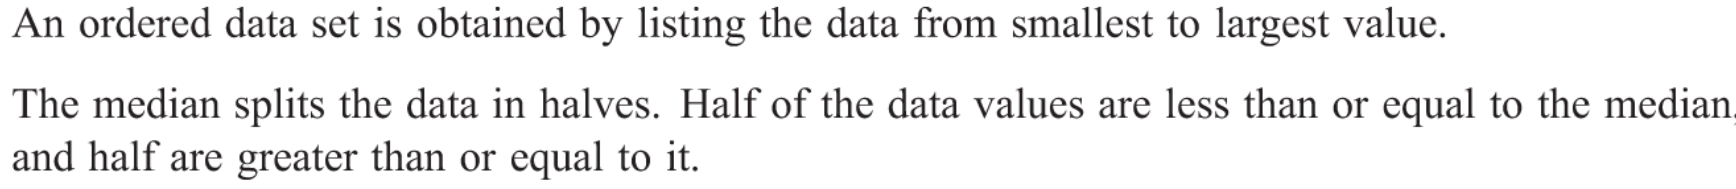 An ordered data set is obtained by listing the data from smallest to largest value.
The median splits the data in halves. Half of the data values are less than or equal to the median,
and half are greater than or equal to it.